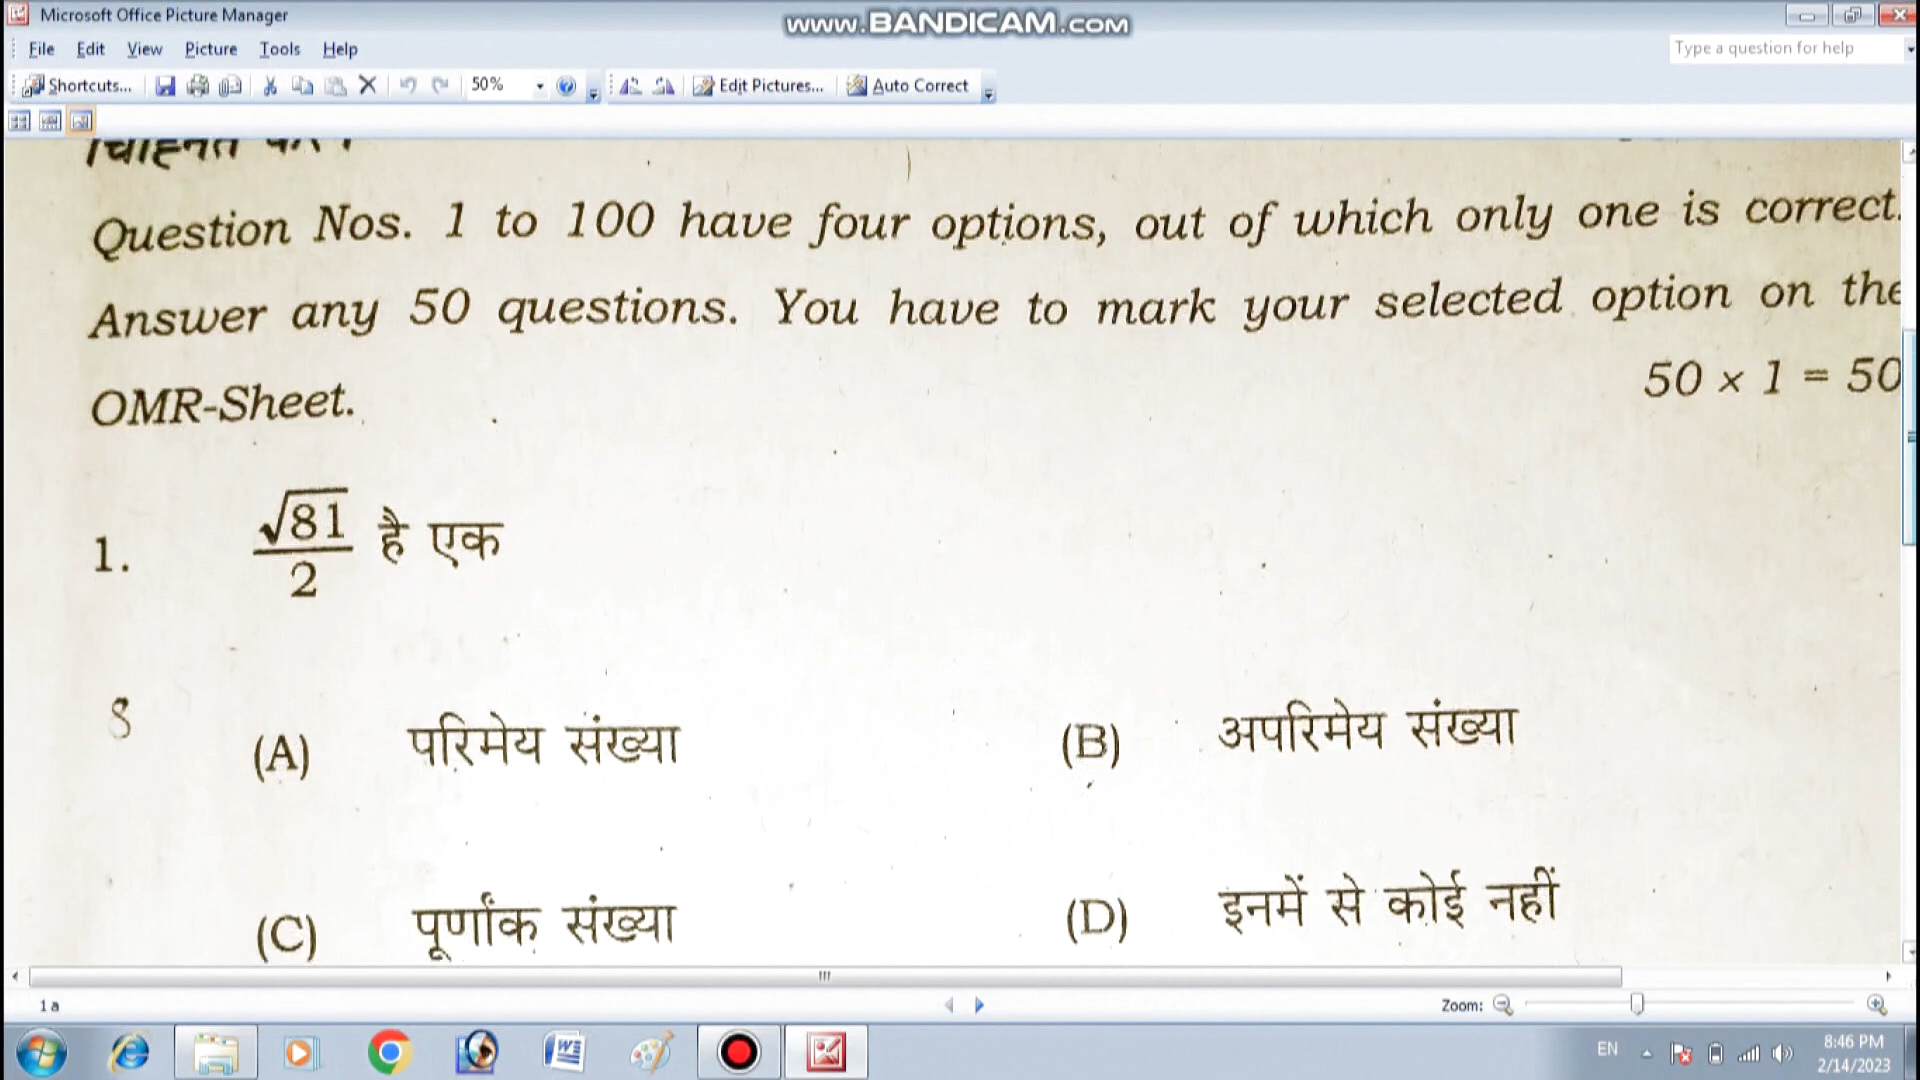 Microsoft Office Picture Manager
www.BANDICAM.com
File Edit View Picture Tools Help
Type a question for help
Shortcuts... 50% Edit Pictures... Auto Correct
Question Nos. 1 to 100 have four options, out of which only one is correct.
Answer any 50 questions. You have to mark your selected option on the
OMR-Sheet.
50 × 1 = 50
1. √81/2 है एक
(A) परिमेय संख्या (B) अपरिमेय संख्या
(C) पूर्णांक संख्या (D) इनमें से कोई नहीं
1 a Zoom:
EN 8:46 PM
2/14/2023